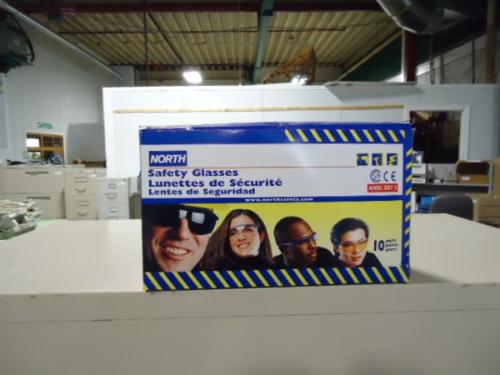 NORTH
Safety Glasses
Lunettes de Sécurité
Lentes de Seguridad
www.northsafety.com
CE
ANSI Z87.1
10